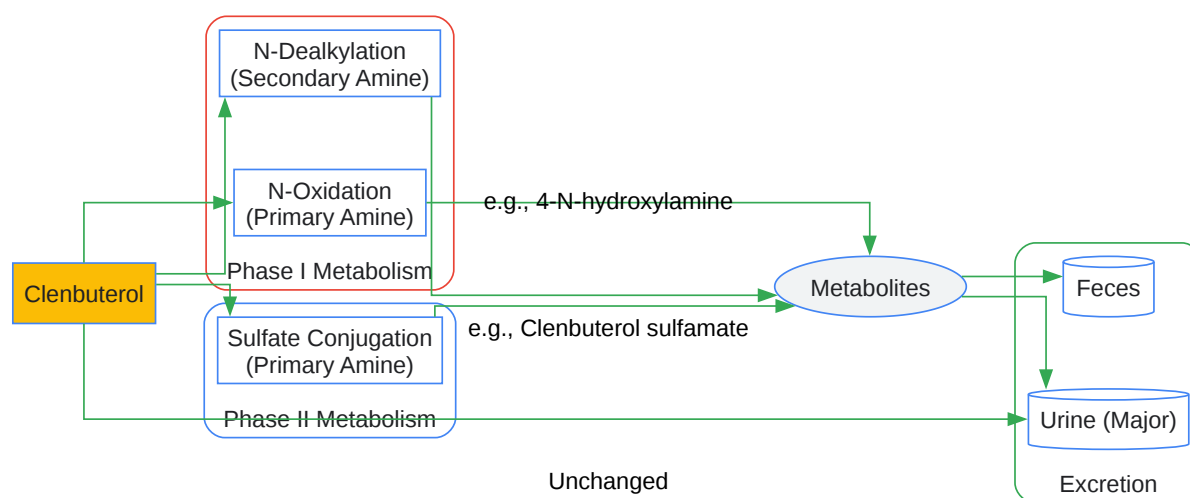 N-Dealkylation
(Secondary Amine)
N-Oxidation
(Primary Amine)
e.g., 4-N-hydroxylamine
Phase I Metabolism
Clenbuterol
Metabolites
Feces
Sulfate Conjugation
(Primary Amine)
e.g., Clenbuterol sulfamate
Phase II Metabolism
Urine (Major)
Unchanged
Excretion